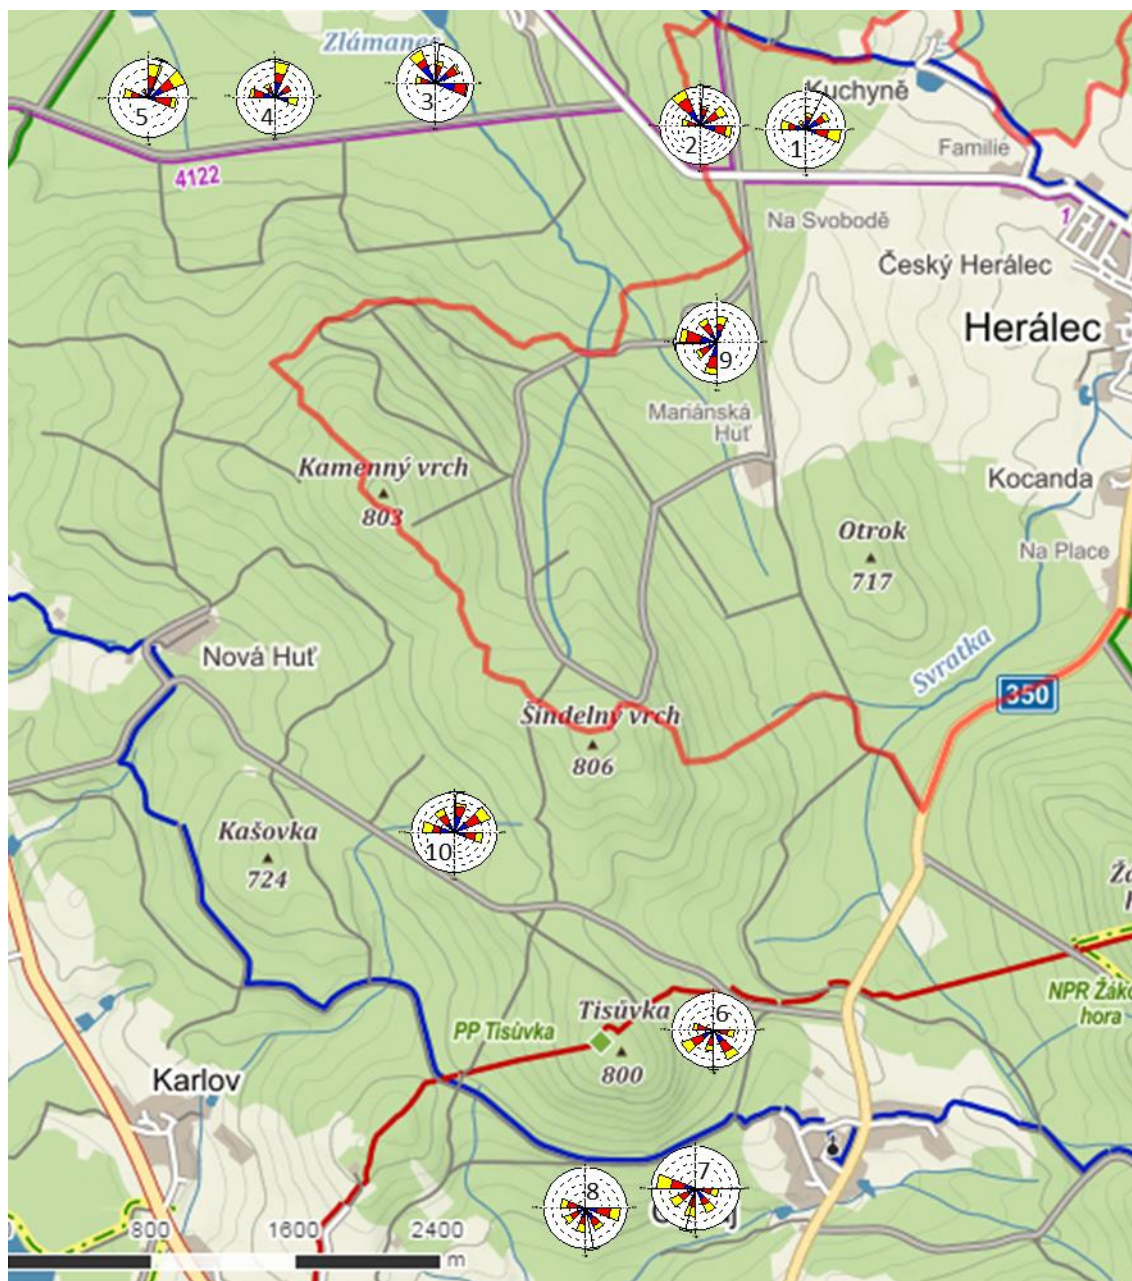 Zlámanec
Kuchyně
5
4
3
2
1
Familié
4122
1
Na Svobodě
Český Herálec
Herálec
9
Mariánská
Huť
Kamenný vrch
803
Kocanda
Otrok
717
Na Place
Nová Huť
Svratka
350
Šindelný vrch
806
Kašovka
724
10
Tisůvka
6
PP Tisůvka
800
NPR
hora
Karlov
7
8
800
1600
2400
m